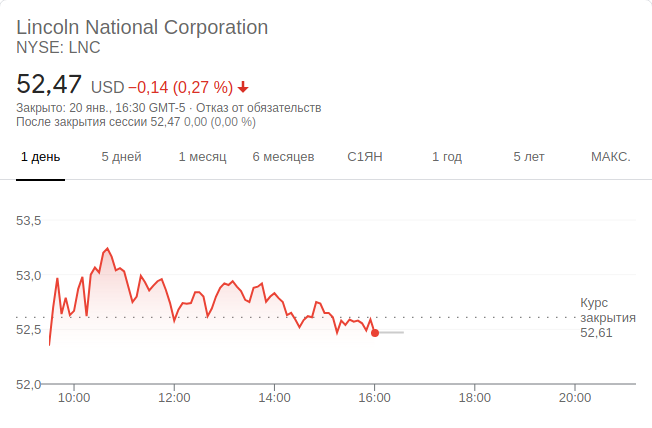 Lincoln National Corporation
NYSE: LNC
52,47 USD −0,14 (0,27 %)
Закрыто: 20 янв., 16:30 GMT-5 · Отказ от обязательств
После закрытия сессии 52,47 0,00 (0,00 %)
1 день 5 дней 1 месяц 6 месяцев С1ЯН 1 год 5 лет МАКС.
53,5
53,0
Курс
закрытия
52,5
52,61
52,0
10:00 12:00 14:00 16:00 18:00 20:00